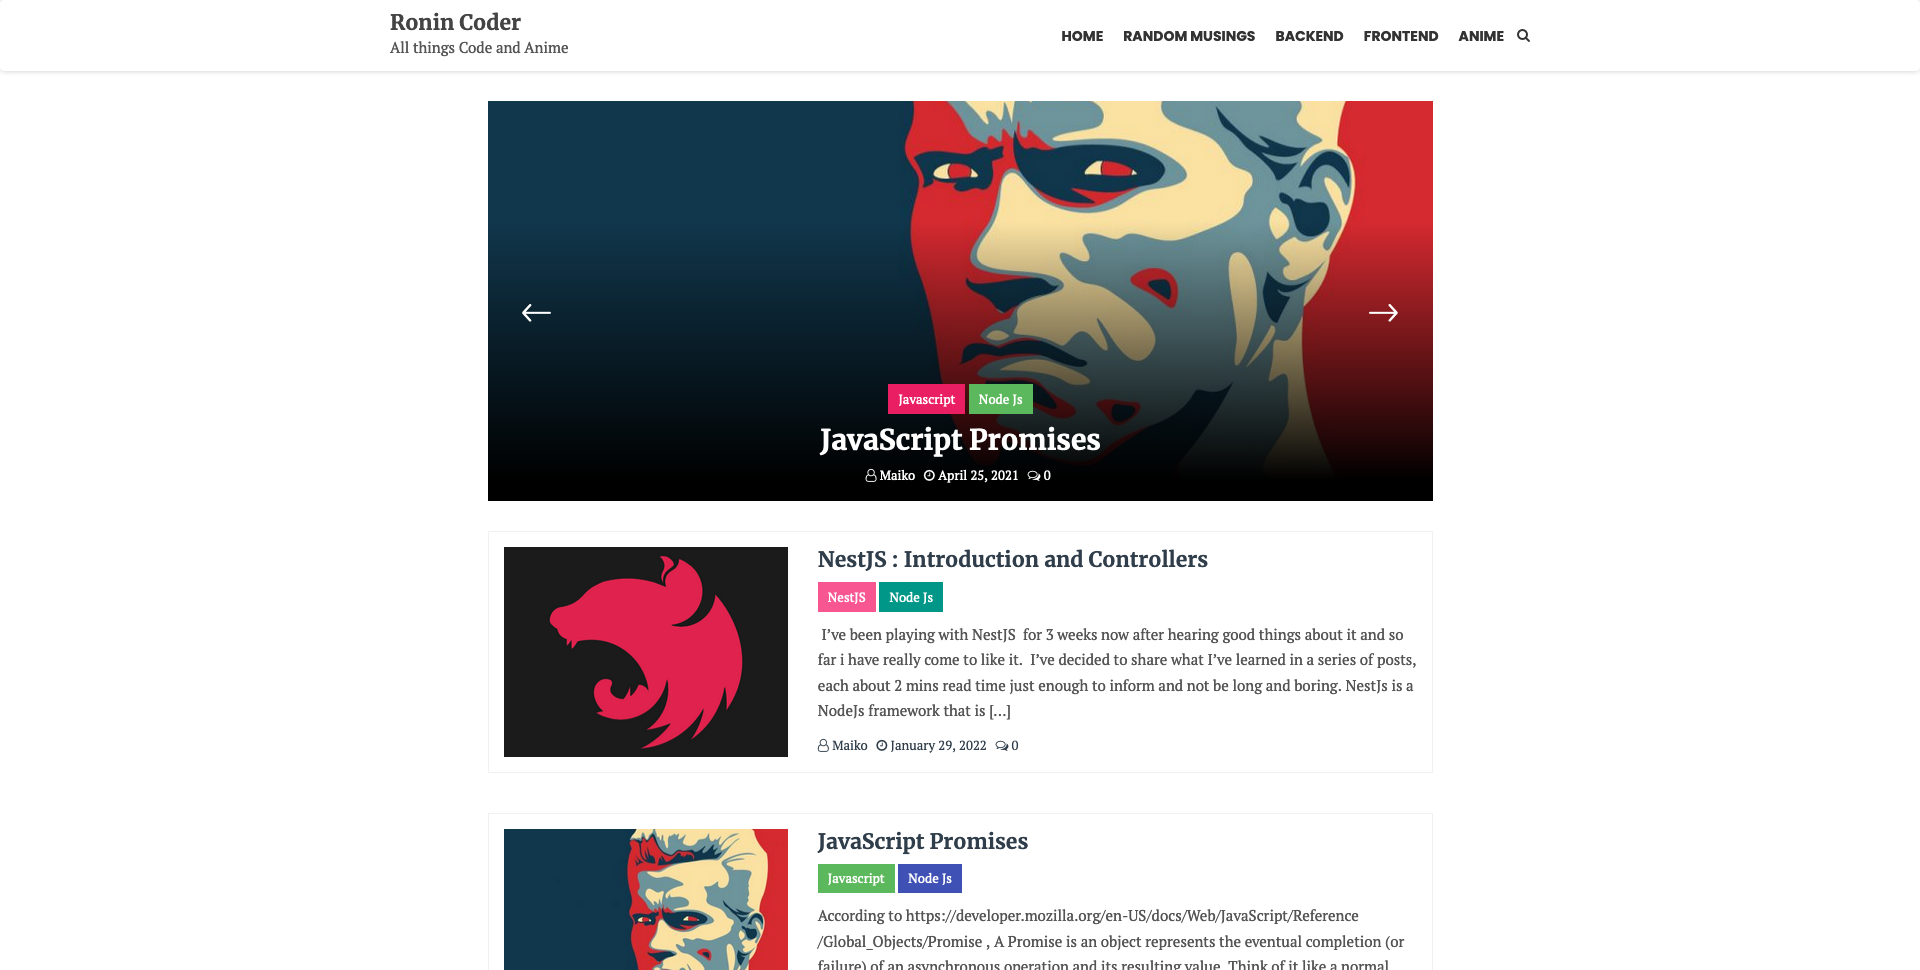 Ronin Coder
All things Code and Anime
HOME RANDOM MUSINGS BACKEND FRONTEND ANIME
Javascript Node Js
JavaScript Promises
Maiko April 25, 2021 0
NestJS : Introduction and Controllers
NestJS Node Js
I’ve been playing with NestJS  for 3 weeks now after hearing good things about it and so
far i have really come to like it.  I’ve decided to share what I’ve learned in a series of posts,
each about 2 mins read time just enough to inform and not be long and boring. NestJs is a
NodeJs framework that is […]
Maiko January 29, 2022 0
JavaScript Promises
Javascript Node Js
According to https://developer.mozilla.org/en-US/docs/Web/JavaScript/Reference
/Global_Objects/Promise , A Promise is an object represents the eventual completion (or
failure) of an asynchronous operation and its resulting value. Think of it like a normal